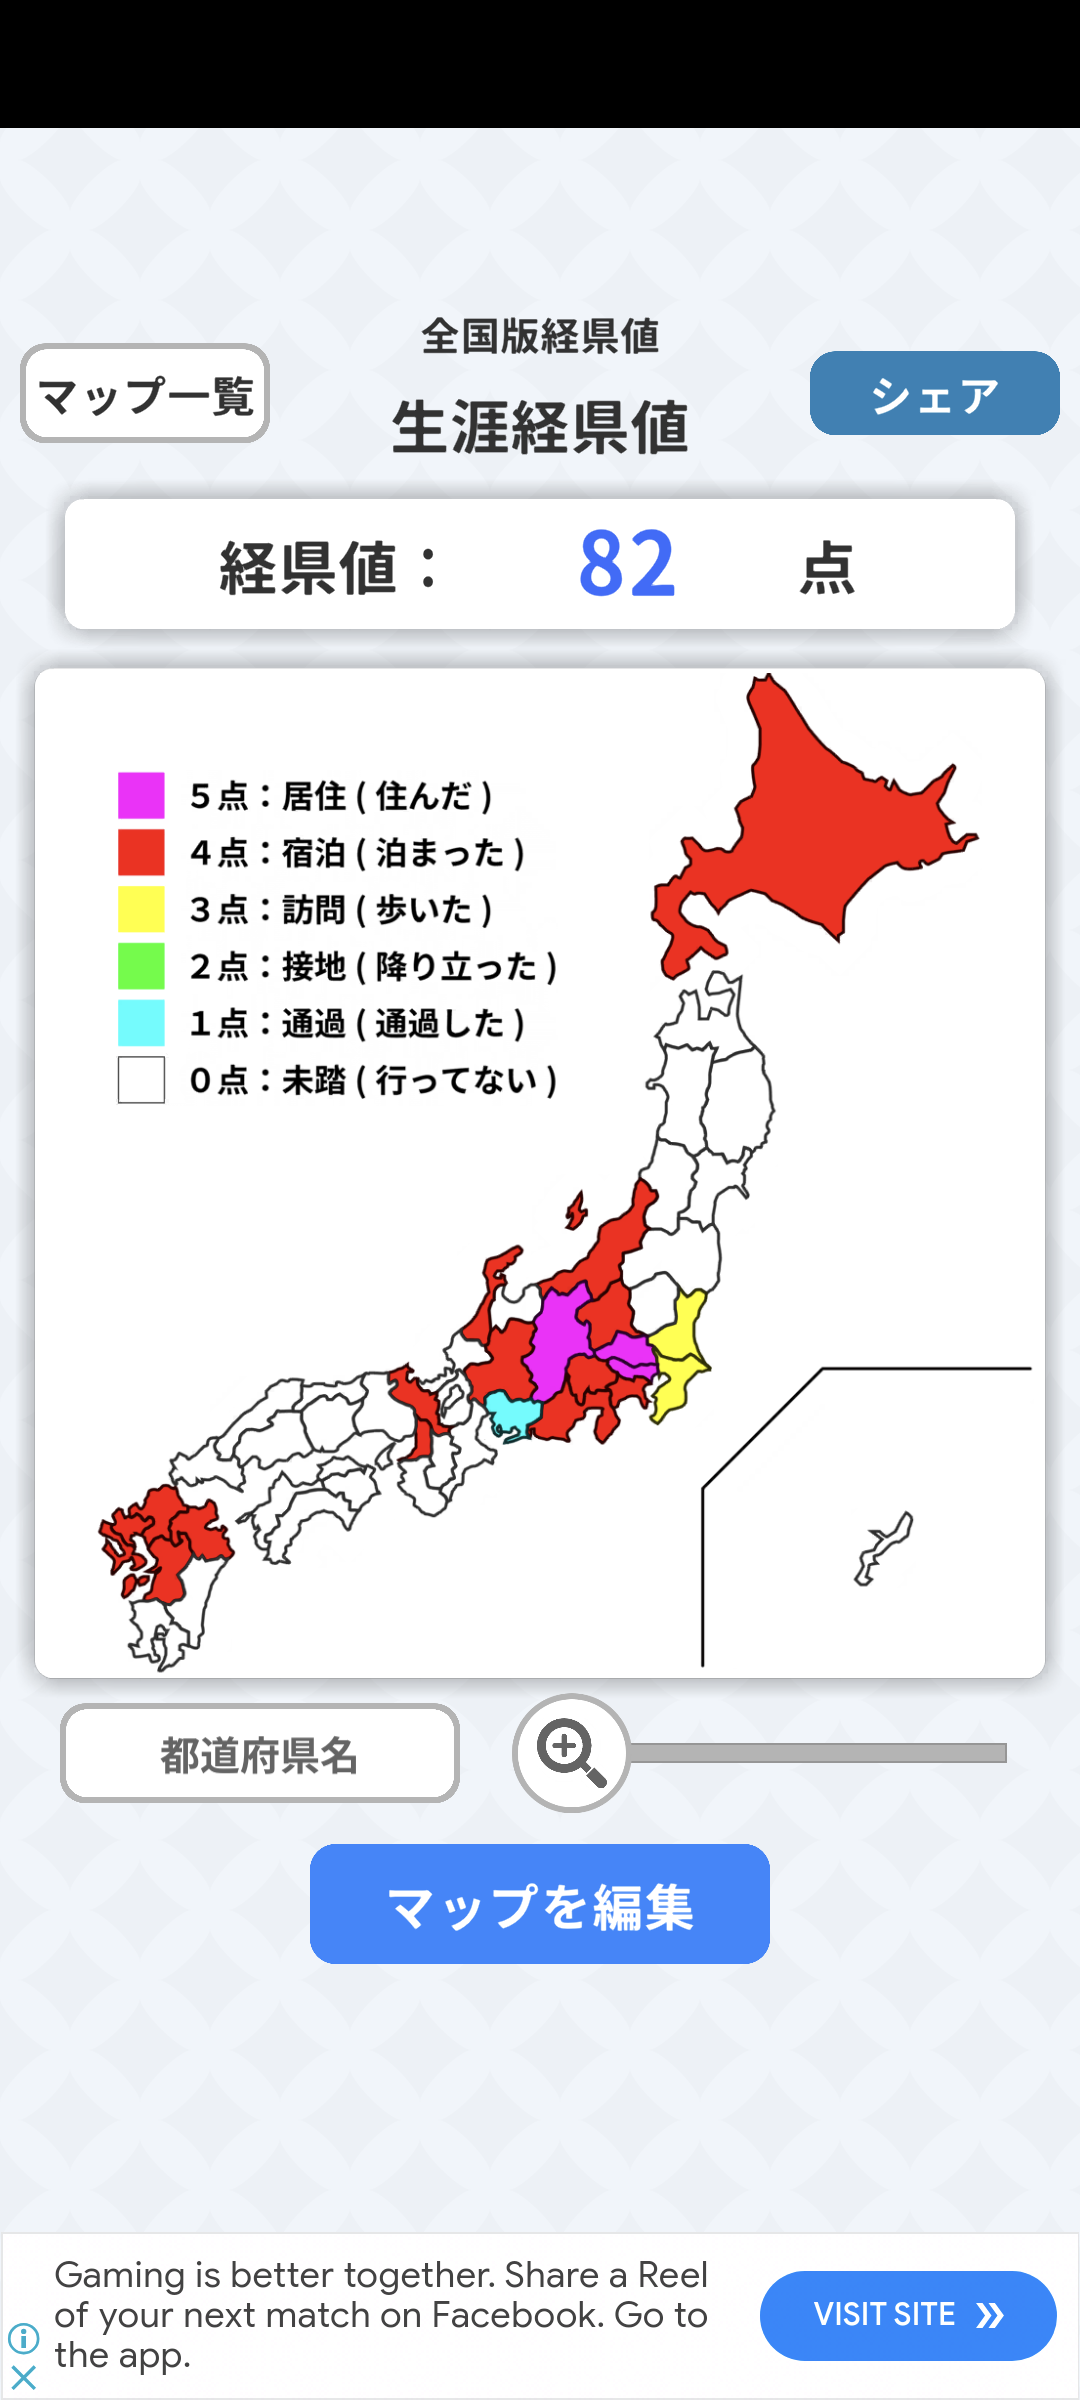 全国版経県値
マップ一覧
生涯経県値
シェア
経県値： 82 点
５点：居住 ( 住んだ )
４点：宿泊 ( 泊まった )
３点：訪問 ( 歩いた )
２点：接地 ( 降り立った )
１点：通過 ( 通過した )
０点：未踏 ( 行ってない )
都道府県名
マップを編集
Gaming is better together. Share a Reel
of your next match on Facebook. Go to
the app.
VISIT SITE